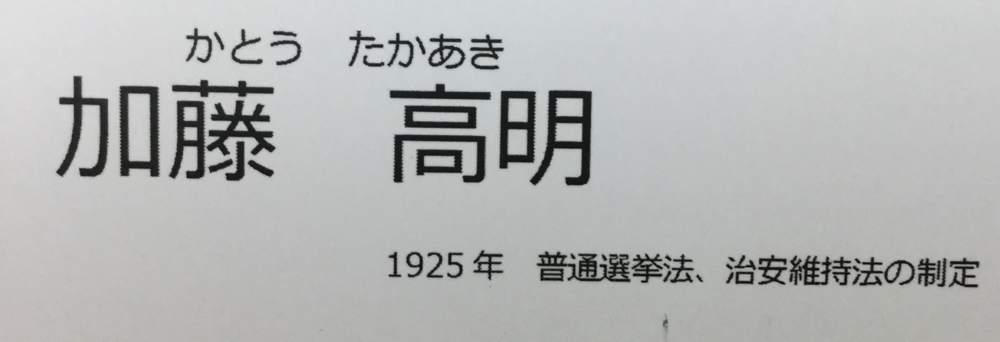 かとう　たかあき
加藤　高明
1925年　普通選挙法、治安維持法の制定